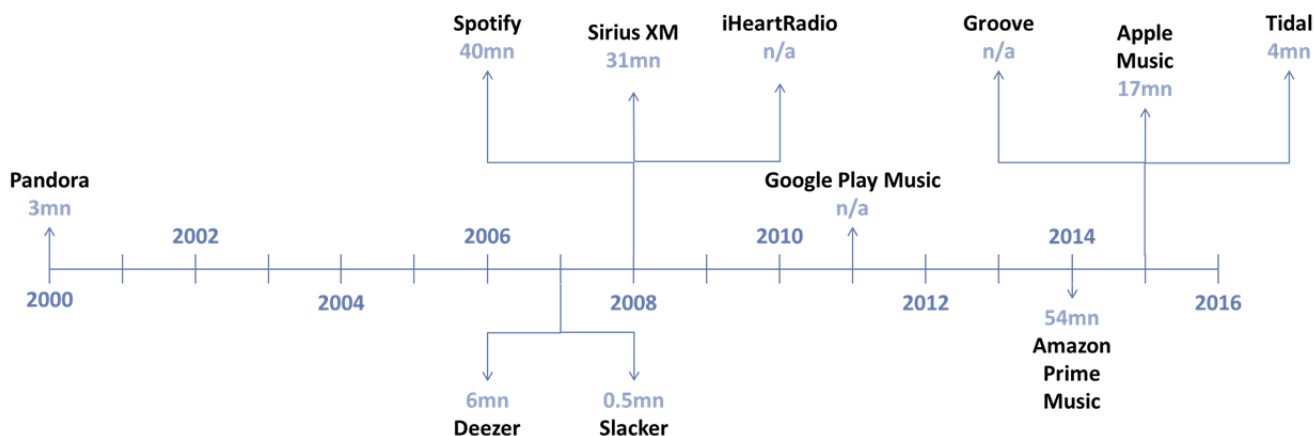 Spotify
40mn
Sirius XM
31mn
iHeartRadio
n/a
Groove
n/a
Apple
Music
17mn
Tidal
4mn
Pandora
3mn
Google Play Music
n/a
2002
2006
2010
2014
2000
2004
2008
2012
2016
6mn
Deezer
0.5mn
Slacker
54mn
Amazon
Prime
Music